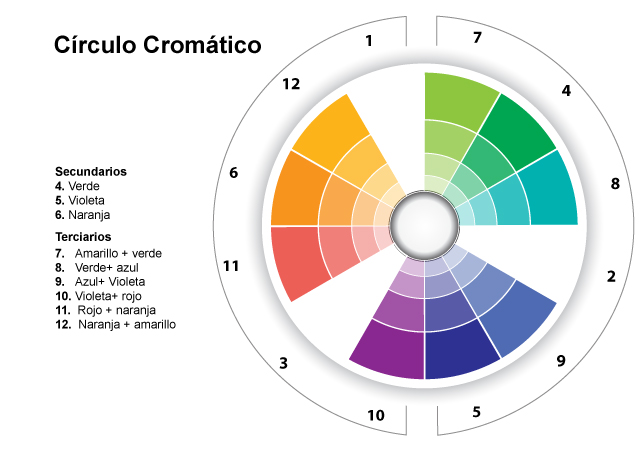 Círculo Cromático
Secundarios
4. Verde
5. Violeta
6. Naranja
Terciarios
7. Amarillo + verde
8. Verde+ azul
9. Azul+ Violeta
10. Violeta+ rojo
11. Rojo + naranja
12. Naranja + amarillo
1
7
12
4
6
8
11
2
3
9
10
5